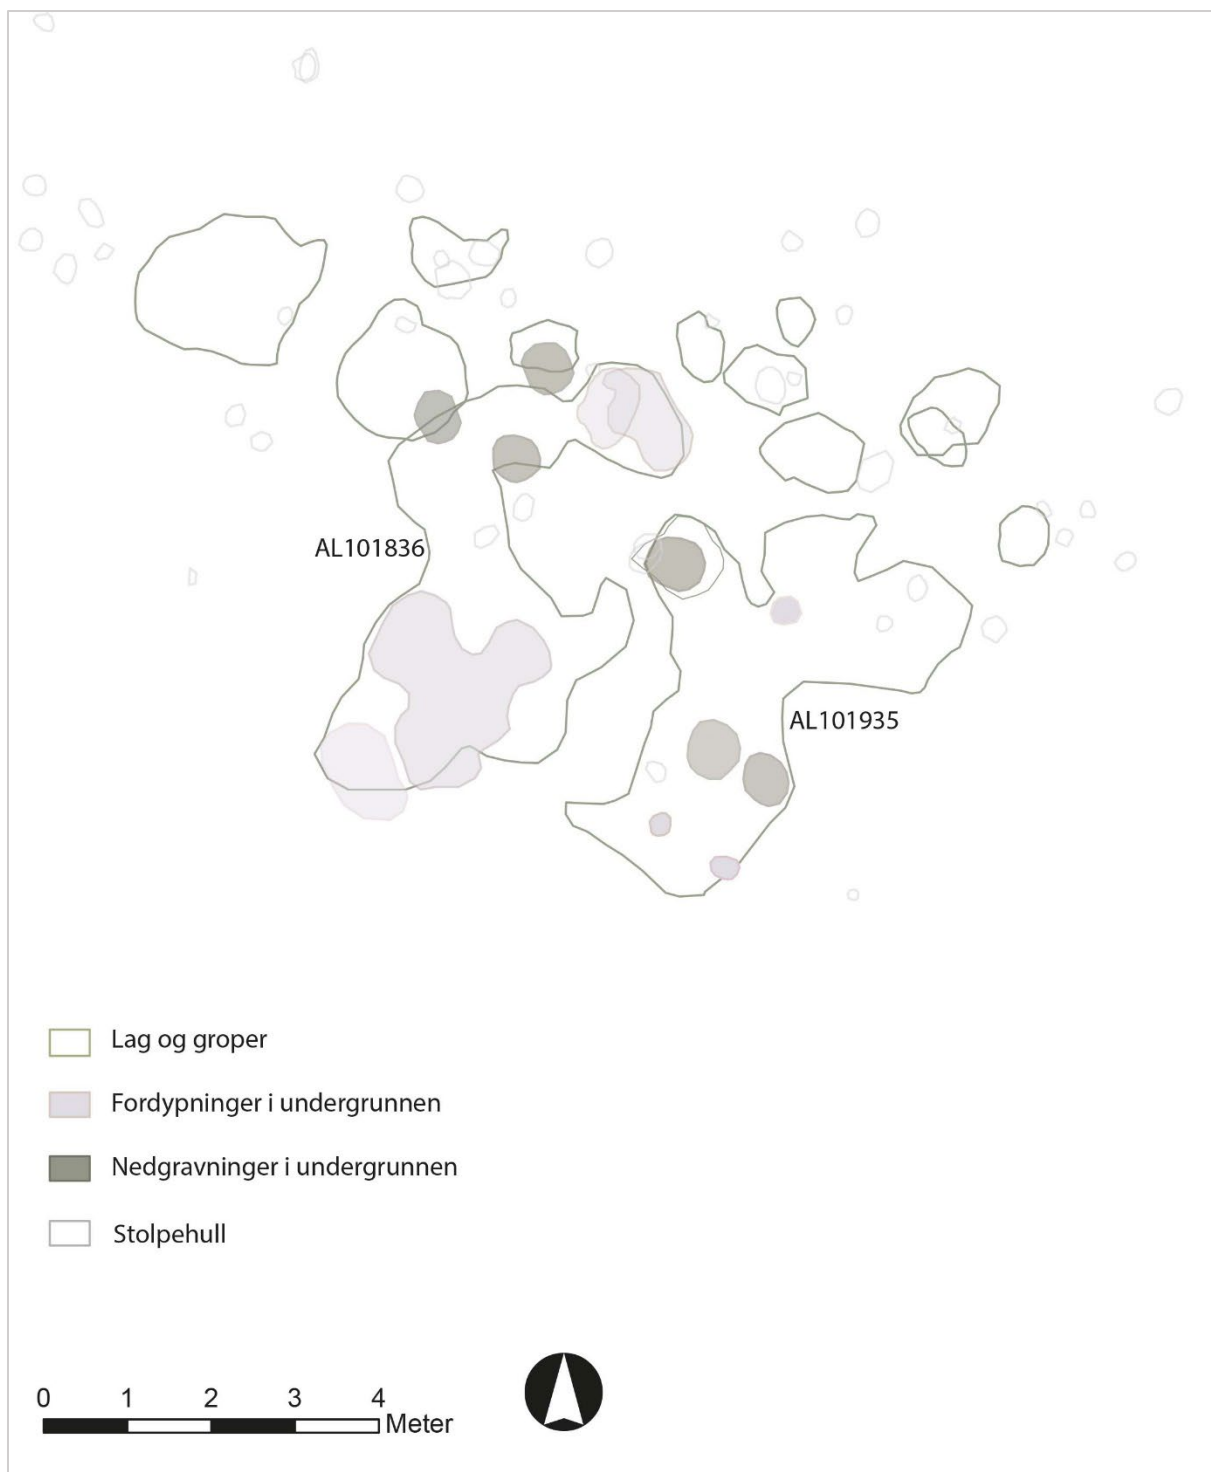 AL101836
AL101935
Lag og groper
Fordypninger i undergrunnen
Nedgravninger i undergrunnen
Stolpehull
0 1 2 3 4
Meter